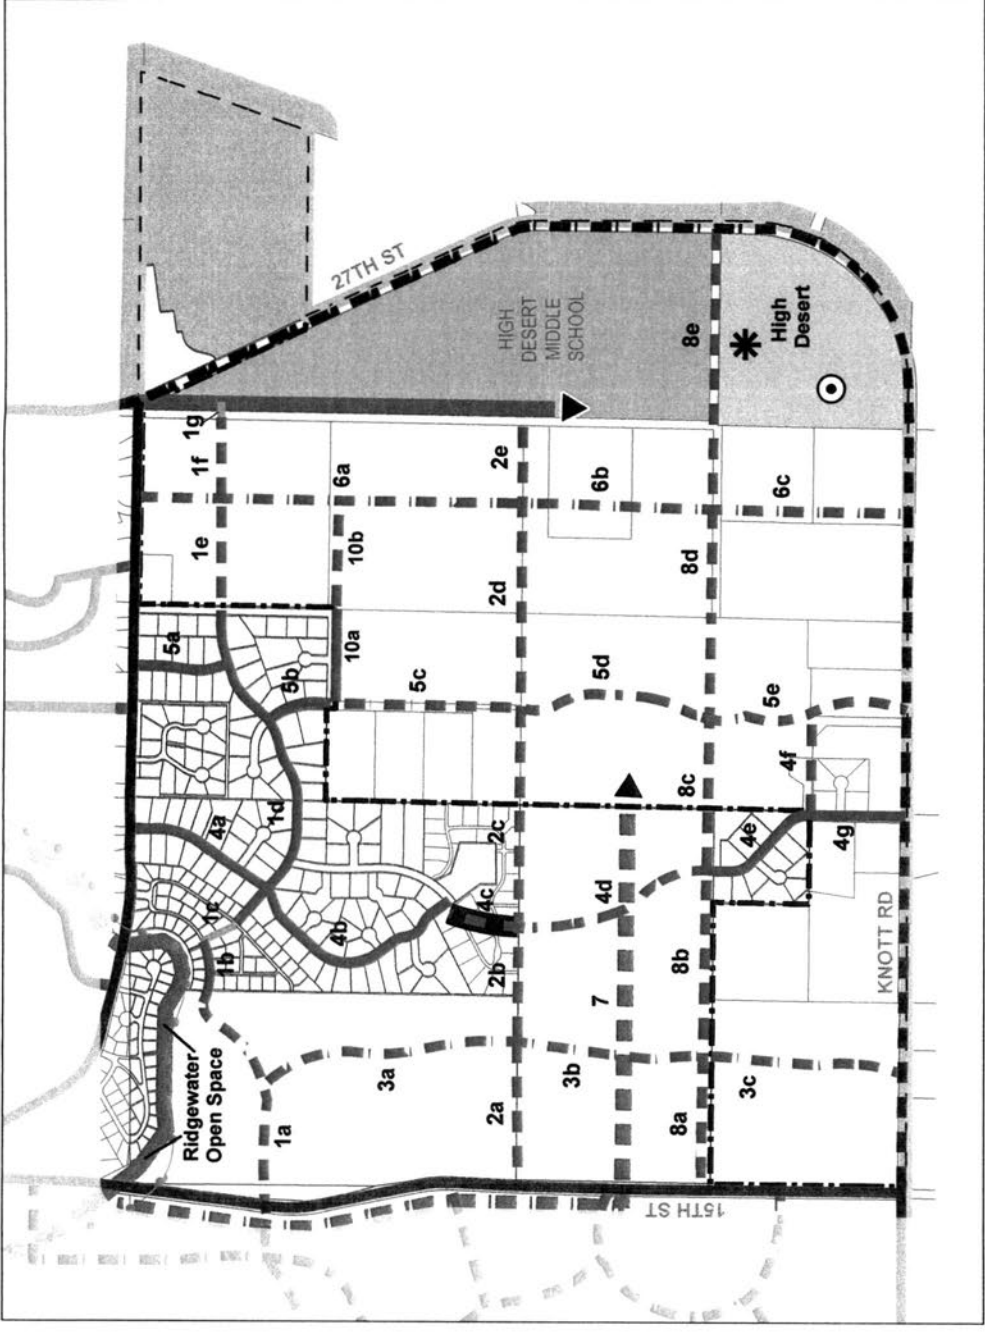 27TH ST
HIGH
DESERT
MIDDLE
SCHOOL
8e
High
Desert
1g
1f
6a
2e
6b
6c
1e
10b
2d
8d
5a
5b
10a
5c
5d
5e
4f
8c
1d
4a
2c
4e
4g
1c
4b
4c
4d
1b
2b
7
8b
KNOTT RD
Ridgewater
Open Space
3a
3b
3c
1a
2a
8a
15TH ST